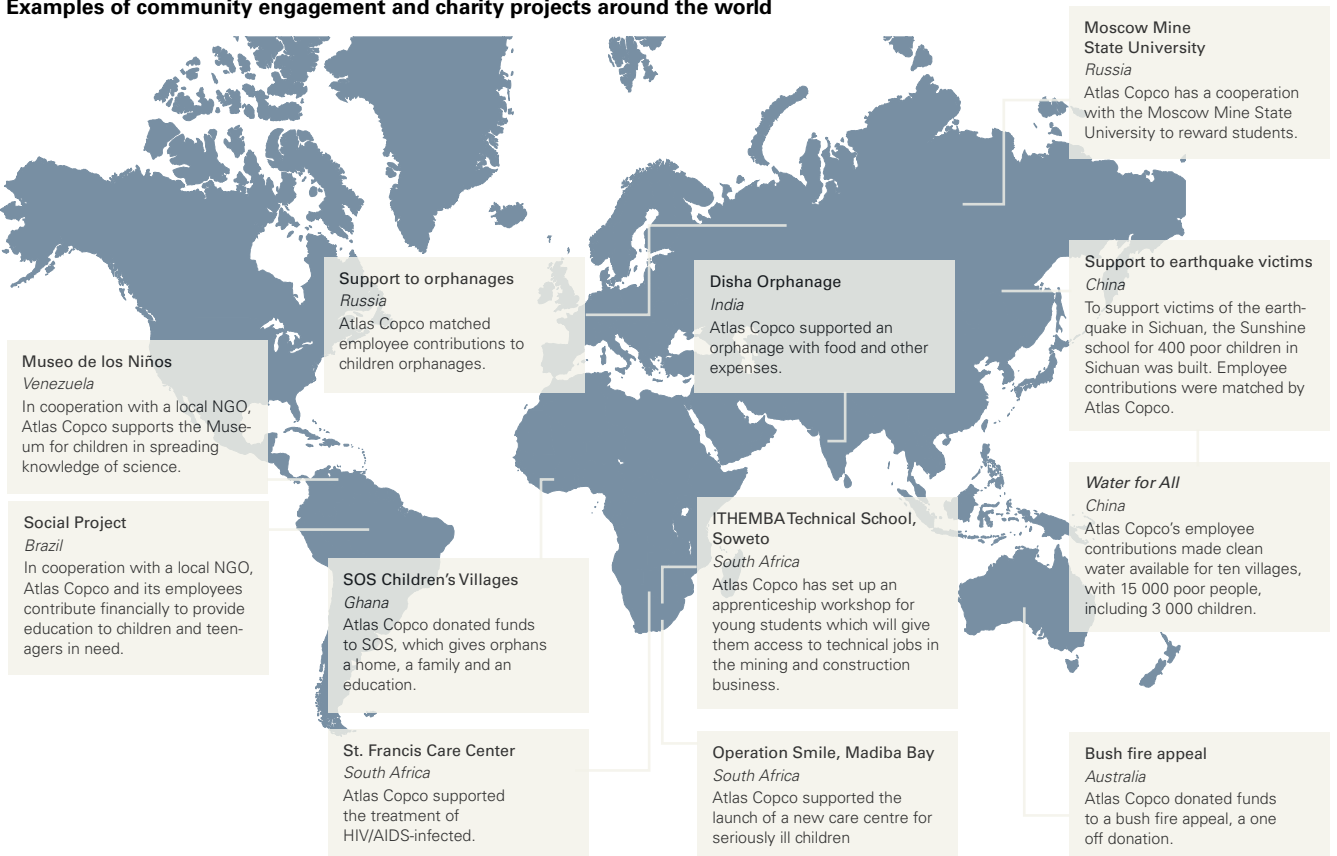 Examples of community engagement and charity projects around the world
Moscow Mine
State University
Russia
Atlas Copco has a cooperation
with the Moscow Mine State
University to reward students.
Support to orphanages
Russia
Atlas Copco matched
employee contributions to
children orphanages.
Disha Orphanage
India
Atlas Copco supported an
orphanage with food and other
expenses.
Support to earthquake victims
China
To support victims of the earth-
quake in Sichuan, the Sunshine
school for 400 poor children in
Sichuan was built. Employee
contributions were matched by
Atlas Copco.
Museo de los Niños
Venezuela
In cooperation with a local NGO,
Atlas Copco supports the Muse-
um for children in spreading
knowledge of science.
Water for All
China
Atlas Copco's employee
contributions made clean
water available for ten villages,
with 15 000 poor people,
including 3 000 children.
Social Project
Brazil
In cooperation with a local NGO,
Atlas Copco and its employees
contribute financially to provide
education to children and teen-
agers in need.
SOS Children's Villages
Ghana
Atlas Copco donated funds
to SOS, which gives orphans
a home, a family and an
education.
ITHEMBA Technical School,
Soweto
South Africa
Atlas Copco has set up an
apprenticeship workshop for
young students which will give
them access to technical jobs in
the mining and construction
business.
St. Francis Care Center
South Africa
Atlas Copco supported
the treatment of
HIV/AIDS-infected.
Operation Smile, Madiba Bay
South Africa
Atlas Copco supported the
launch of a new care centre for
seriously ill children
Bush fire appeal
Australia
Atlas Copco donated funds
to a bush fire appeal, a one
off donation.